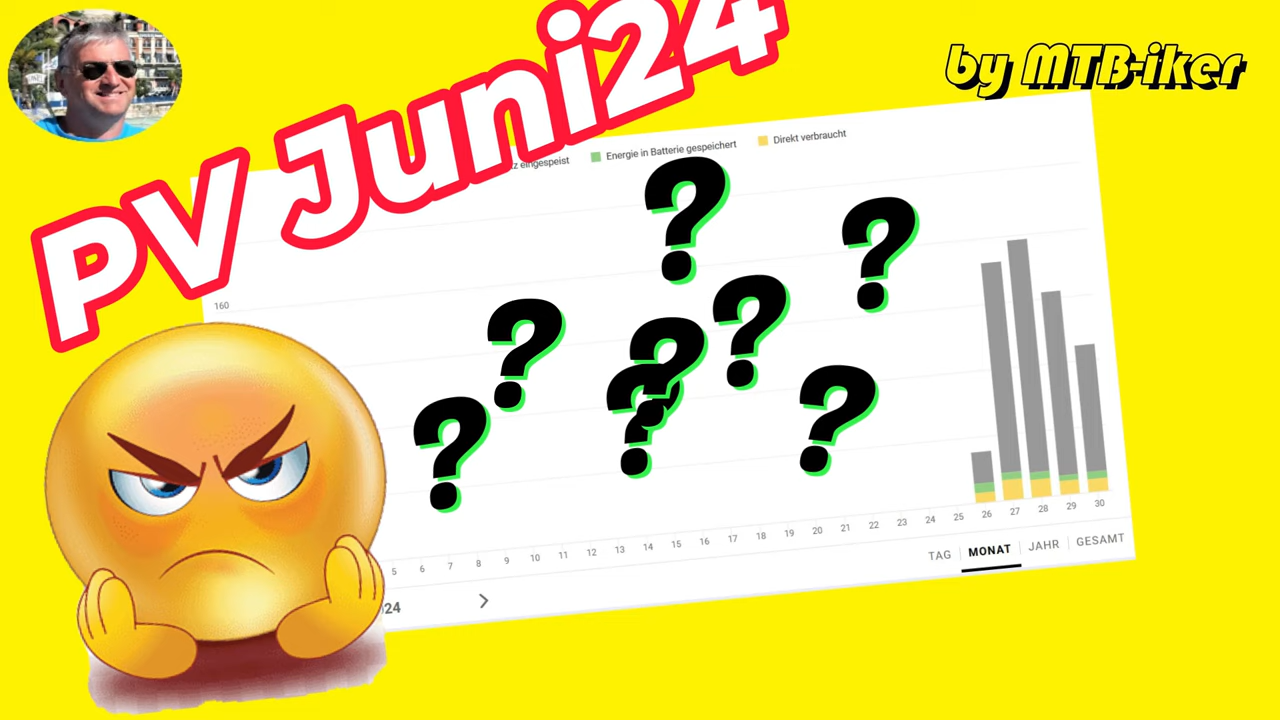 PV Juni24
by MTB-iker
eingespeist Energie in Batterie gespeichert Direkt verbraucht
160
? ? ? ? ? ? ? ?
5 6 7 8 9 10 11 12 13 14 15 16 17 18 19 20 21 22 23 24 25 26 27 28 29 30
TAG MONAT JAHR GESAMT
24 >